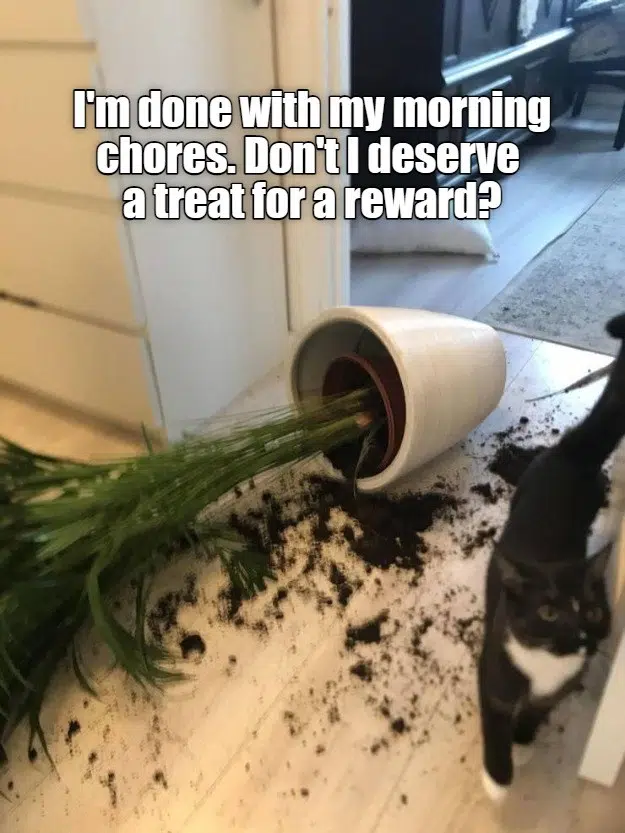 I'm done with my morning
chores. Don't I deserve
a treat for a reward?